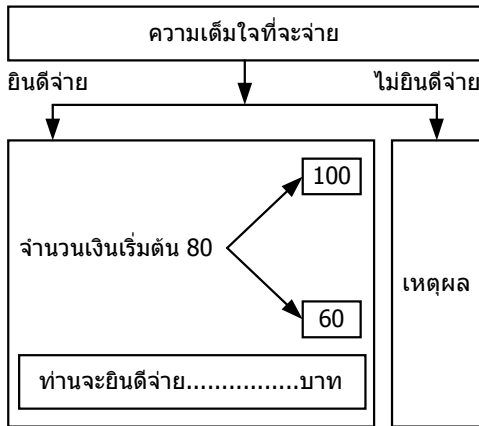 ความเต็มใจที่จะจ่าย
ยินดีจ่าย
ไม่ยินดีจ่าย
100
จำนวนเงินเริ่มต้น 80
60
ท่านจะยินดีจ่าย................บาท
เหตุผล